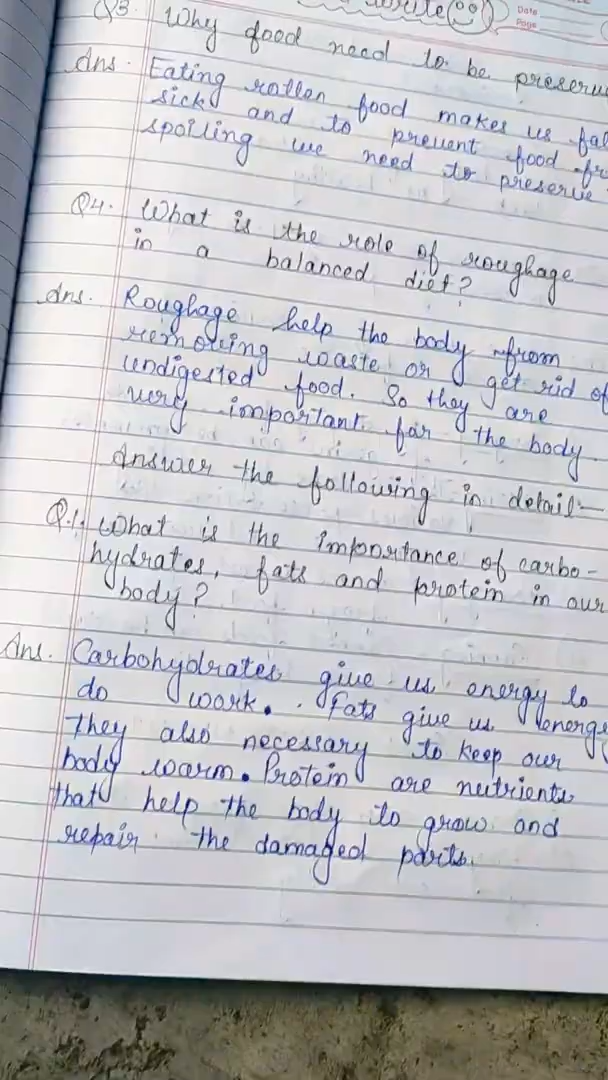 write
Date
Page
Q3. Why food need to be preserv
Ans. Eating rotten food makes us fal
sick and to prevent food fr
spoiling we need to preserve
Q4. What is the role of roughage
in a balanced diet?
Ans. Roughage help the body from
removing waste or get rid of
undigested food. So they are
very important for the body
Answer the following in detail:-
Q.1. What is the importance of carbo-
hydrates, fats and protein in our
body?
Ans. Carbohydrates give us energy to
do work. Fats give us energy
they also necessary to keep our
body warm. Protein are nutrients
that help the body to grow and
repair the damaged parts.